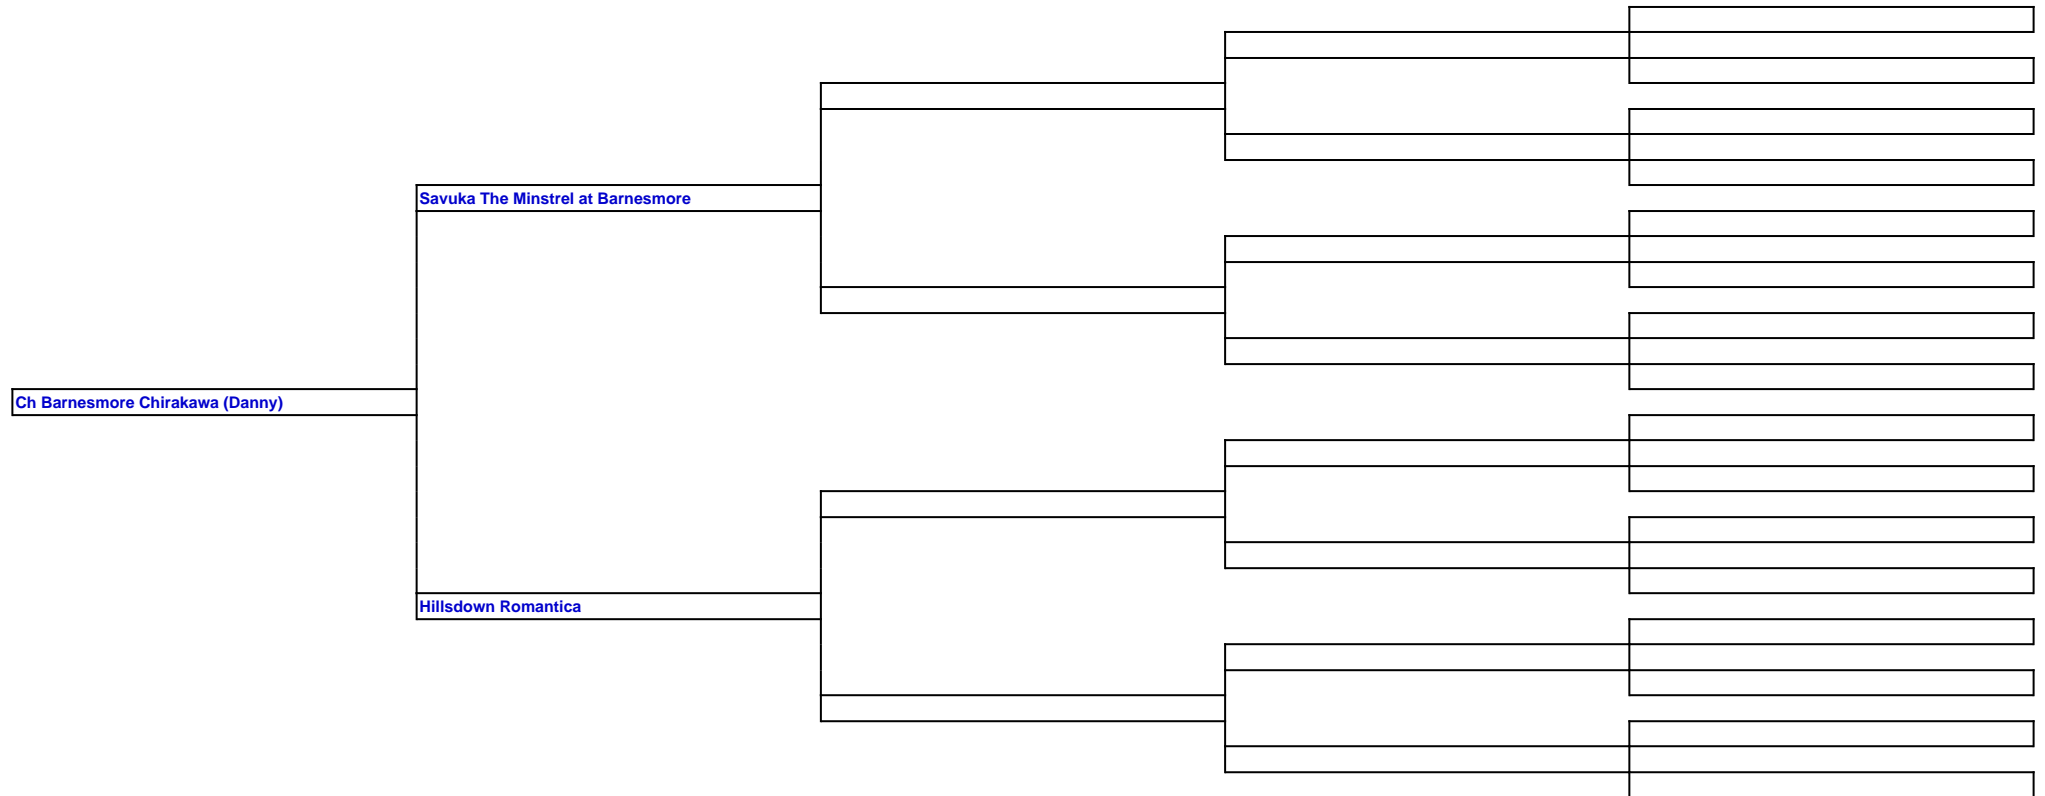 Savuka The Minstrel at Barnesmore
Ch Barnesmore Chirakawa (Danny)
Hillsdown Romantica